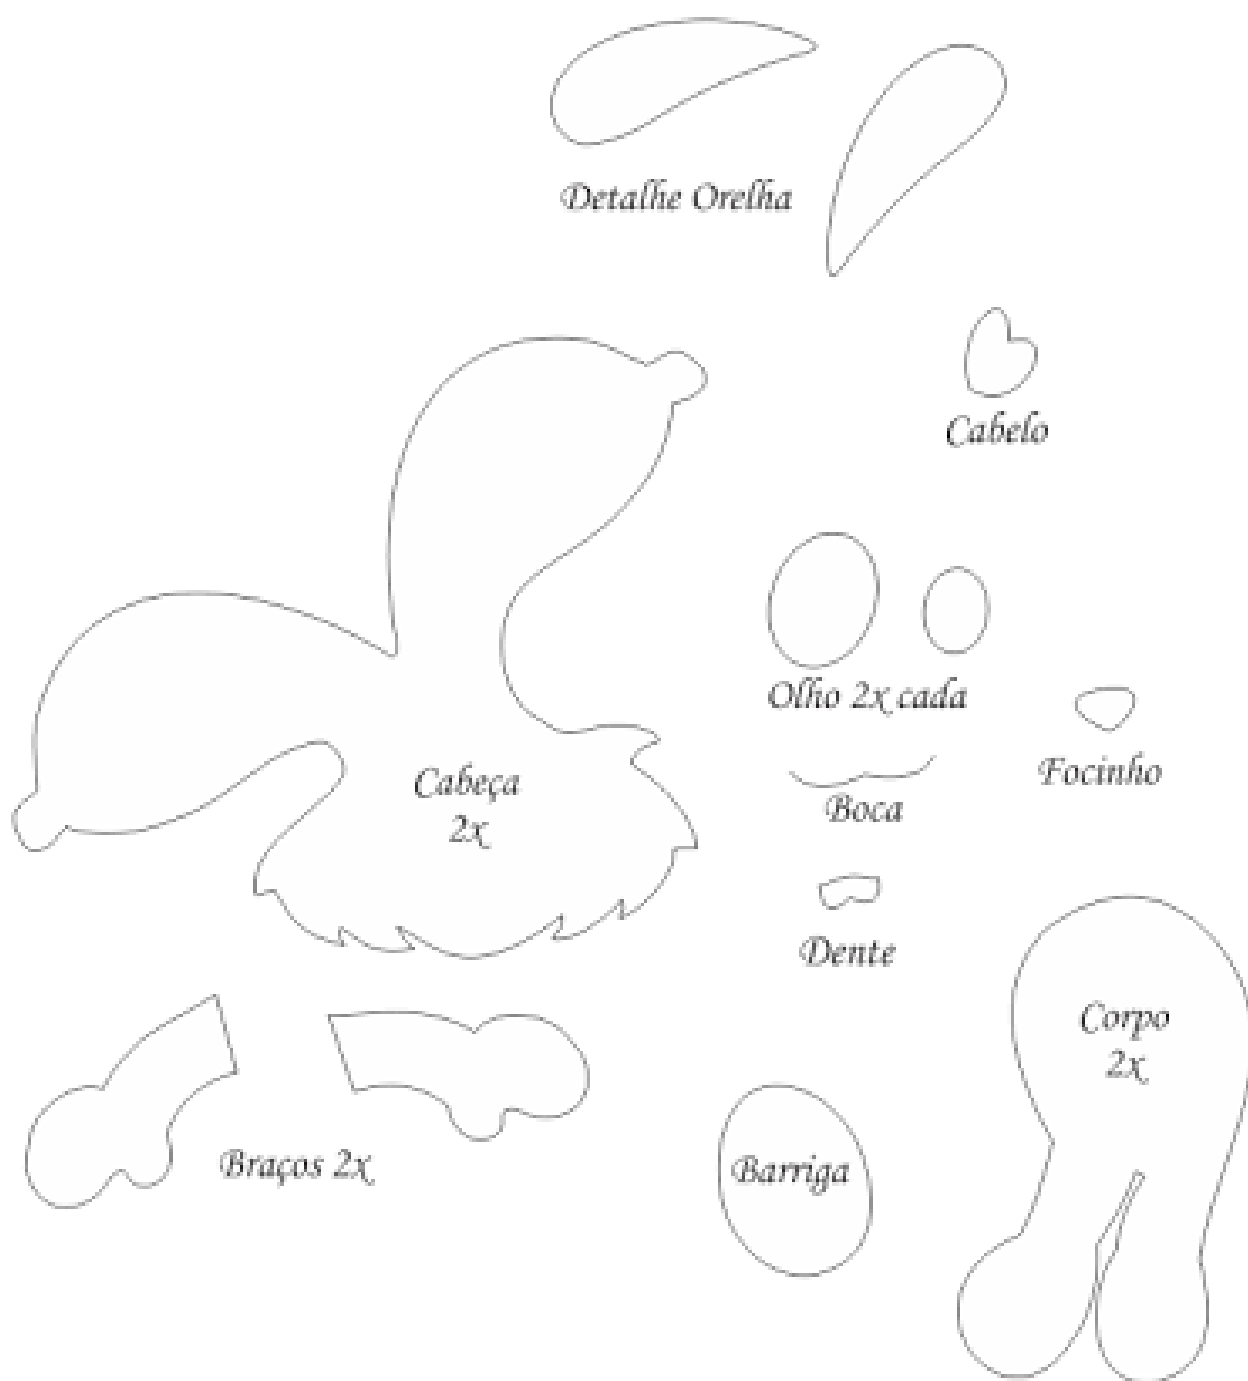 Detalhe Orelha
Cabelo
Olho 2x cada
Focinho
Boca
Cabeça
2x
Dente
Corpo
2x
Braços 2x
Barriga